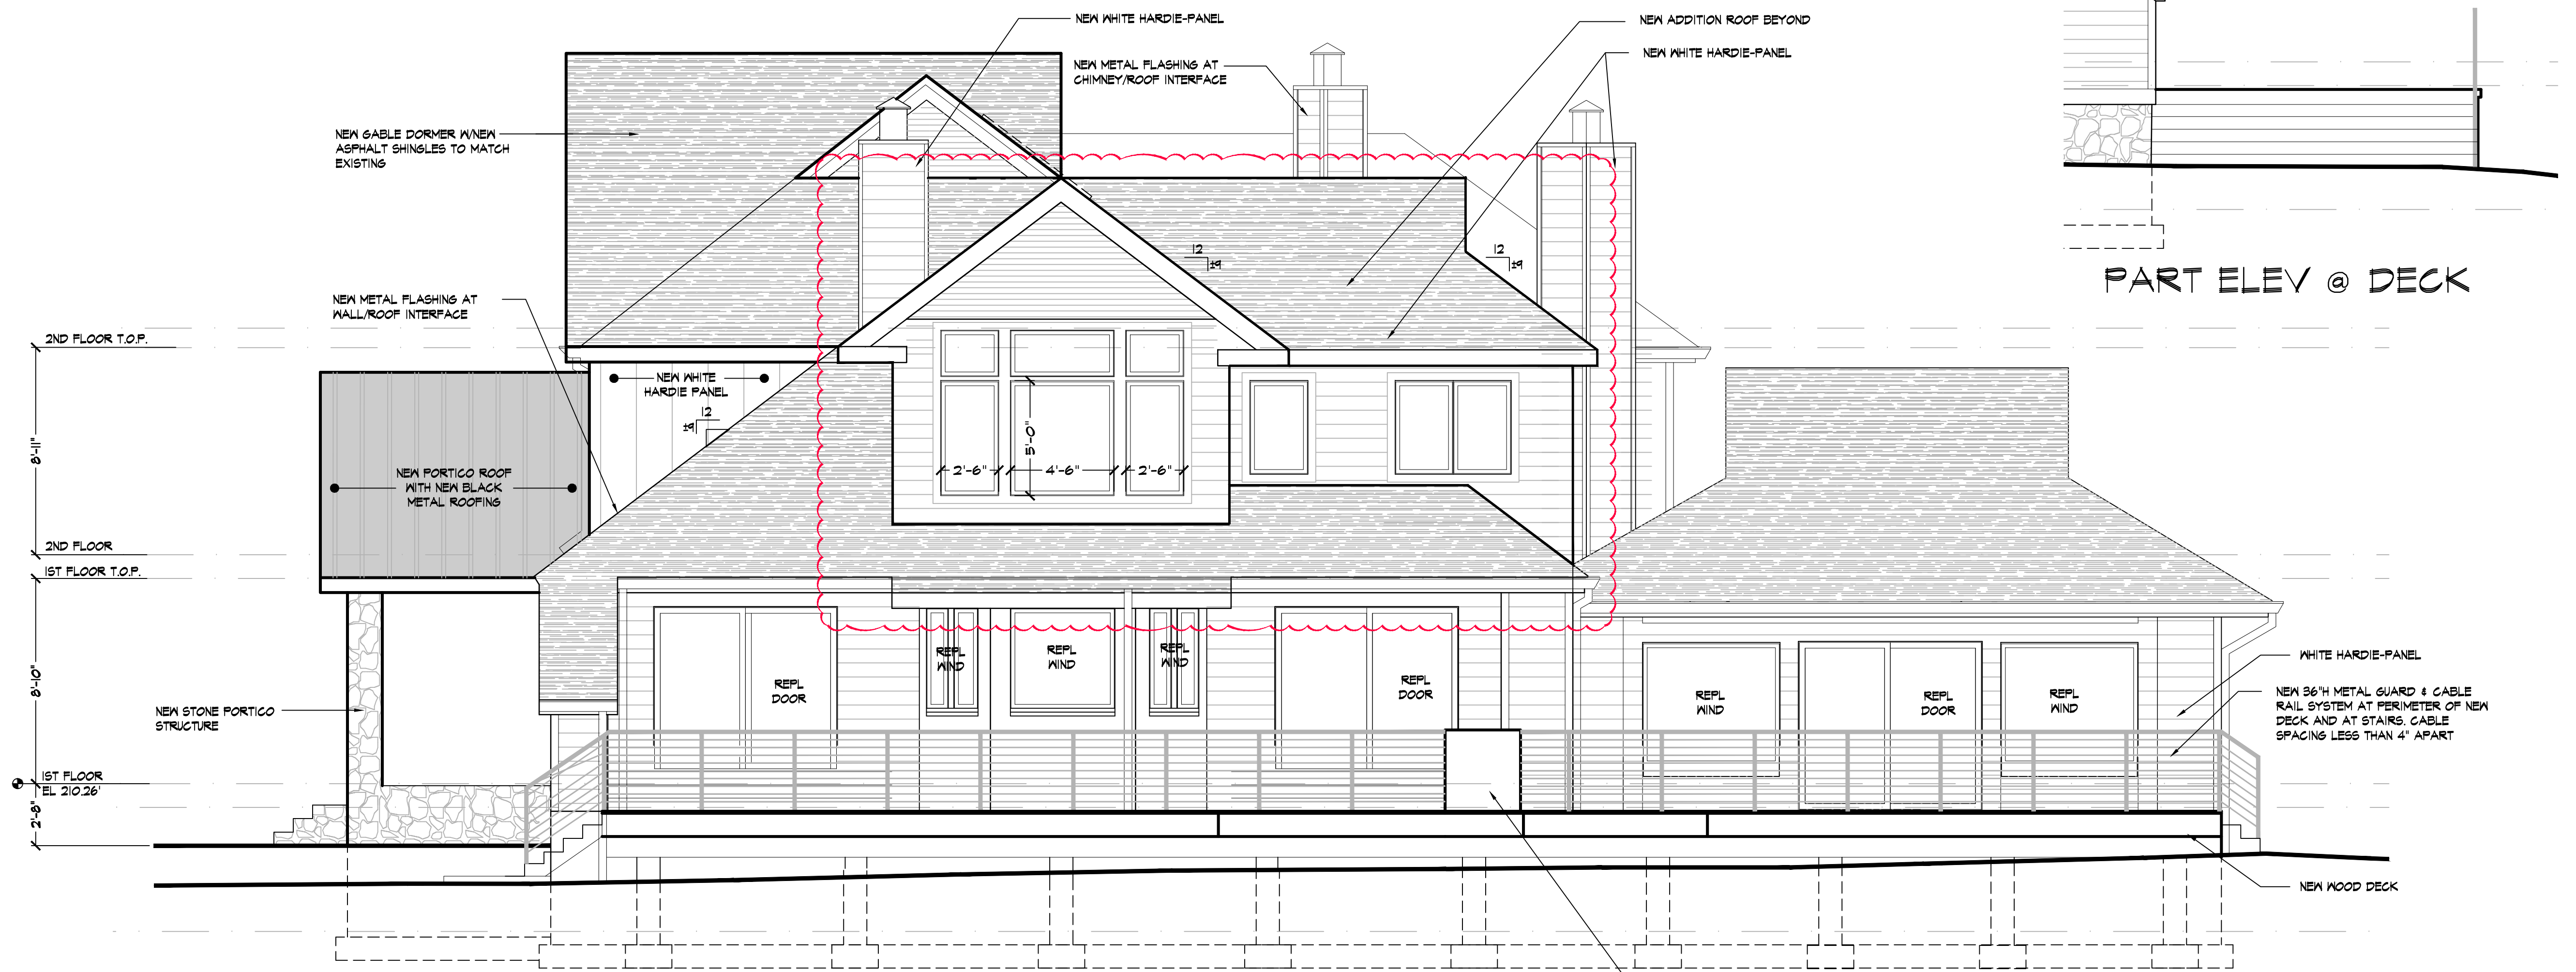 NEW WHITE HARDIE-PANEL
NEW ADDITION ROOF BEYOND
NEW WHITE HARDIE-PANEL
NEW METAL FLASHING AT
CHIMNEY/ROOF INTERFACE
NEW GABLE DORMER W/NEW
ASPHALT SHINGLES TO MATCH
EXISTING
12
±9
12
±9
PART ELEV @ DECK
NEW METAL FLASHING AT
WALL/ROOF INTERFACE
2ND FLOOR T.O.P.
NEW WHITE
HARDIE PANEL
12
±9
8'-11"
5'-0"
2'-6"
4'-6"
2'-6"
NEW PORTICO ROOF
WITH NEW BLACK
METAL ROOFING
2ND FLOOR
1ST FLOOR T.O.P.
8'-10"
REPL
WIND
REPL
WIND
REPL
WIND
REPL
DOOR
REPL
DOOR
REPL
WIND
REPL
DOOR
REPL
WIND
WHITE HARDIE-PANEL
NEW 36"H METAL GUARD & CABLE
RAIL SYSTEM AT PERIMETER OF NEW
DECK AND AT STAIRS. CABLE
SPACING LESS THAN 4" APART
NEW STONE PORTICO
STRUCTURE
1ST FLOOR
EL 210.26'
2'-8"
NEW WOOD DECK